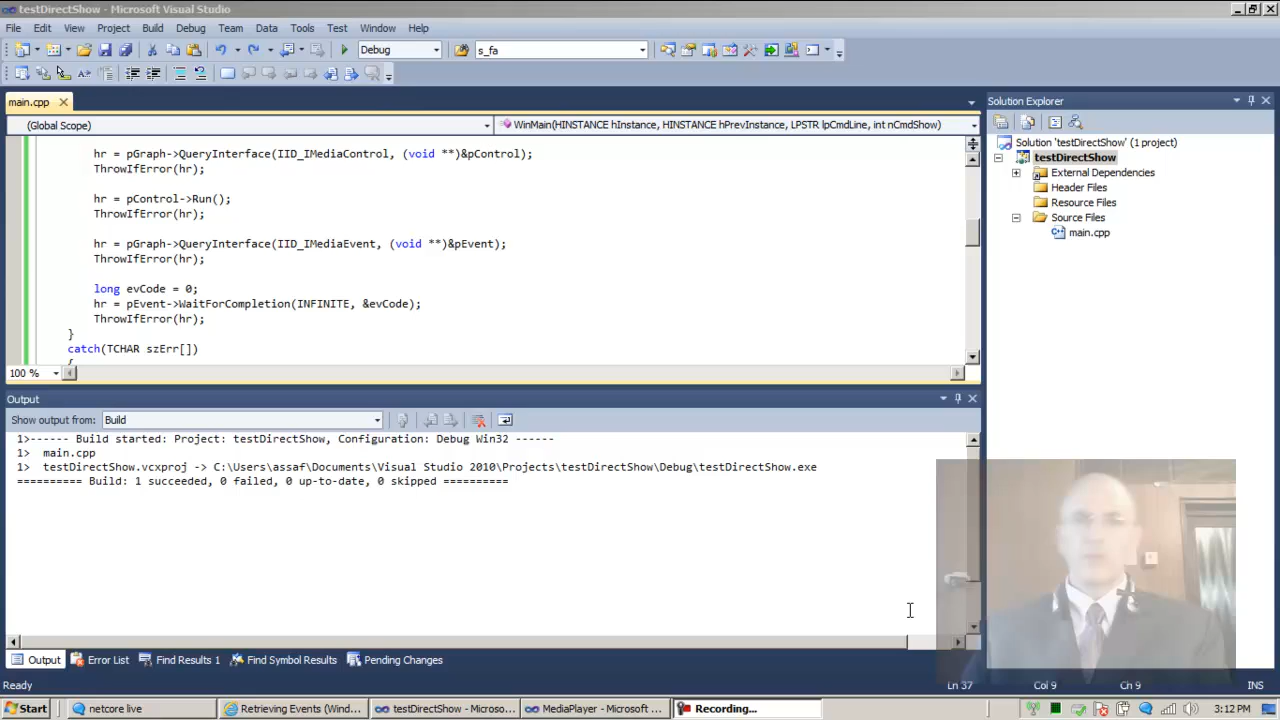 testDirectShow - Microsoft Visual Studio
File Edit View Project Build Debug Team Data Tools Test Window Help
Debug s_fa
main.cpp
(Global Scope) WinMain(HINSTANCE hInstance, HINSTANCE hPrevInstance, LPSTR lpCmdLine, int nCmdShow)
hr = pGraph->QueryInterface(IID_IMediaControl, (void **)&pControl);
ThrowIfError(hr);
hr = pControl->Run();
ThrowIfError(hr);
hr = pGraph->QueryInterface(IID_IMediaEvent, (void **)&pEvent);
ThrowIfError(hr);
long evCode = 0;
hr = pEvent->WaitForCompletion(INFINITE, &evCode);
ThrowIfError(hr);
}
catch(TCHAR szErr[])
{
100 %
Solution Explorer
Solution 'testDirectShow' (1 project)
testDirectShow
External Dependencies
Header Files
Resource Files
Source Files
main.cpp
Output
Show output from: Build
1>------ Build started: Project: testDirectShow, Configuration: Debug Win32 ------
1> main.cpp
1> testDirectShow.vcxproj -> C:\Users\assaf\Documents\Visual Studio 2010\Projects\testDirectShow\Debug\testDirectShow.exe
========== Build: 1 succeeded, 0 failed, 0 up-to-date, 0 skipped ==========
Output Error List Find Results 1 Find Symbol Results Pending Changes
Ready Ln 37 Col 9 Ch 9 INS
Start netcore live Retrieving Events (Wind... testDirectShow - Microso... MediaPlayer - Microsoft ... Recording... 3:12 PM